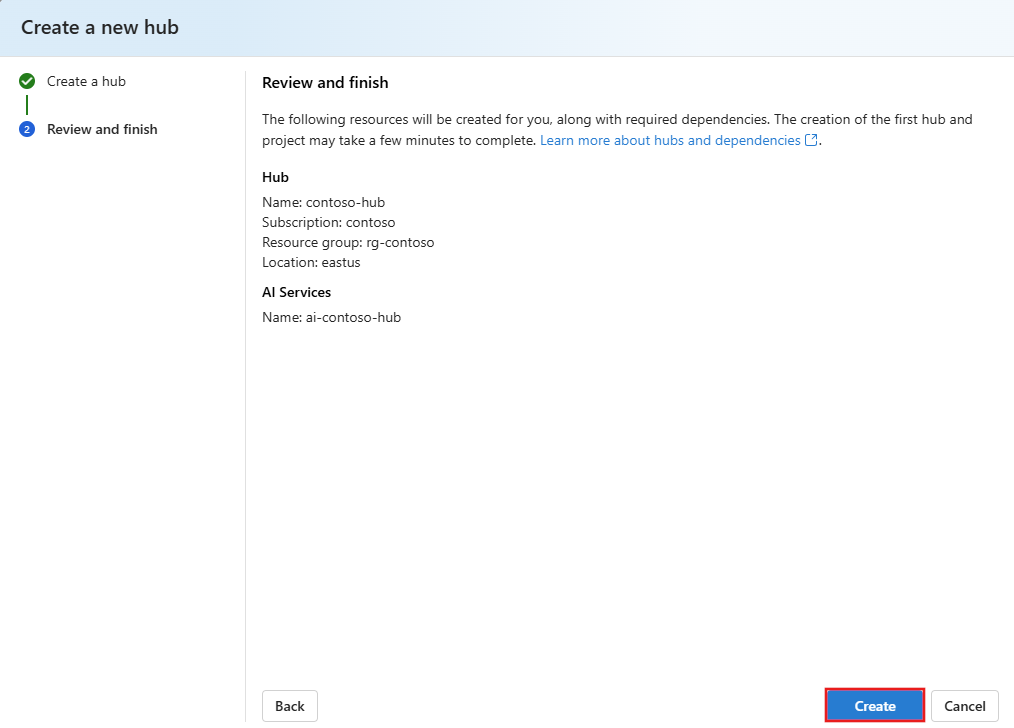 Create a new hub
Create a hub
2
Review and finish
Review and finish
The following resources will be created for you, along with required dependencies. The creation of the first hub and
project may take a few minutes to complete. Learn more about hubs and dependencies.
Hub
Name: contoso-hub
Subscription: contoso
Resource group: rg-contoso
Location: eastus
AI Services
Name: ai-contoso-hub
Back
Create
Cancel